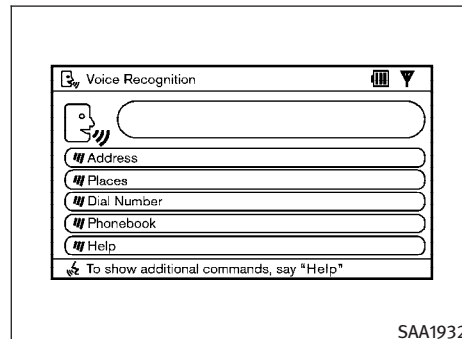 Voice Recognition
Address
Places
Dial Number
Phonebook
Help
To show additional commands, say "Help"
SAA1932